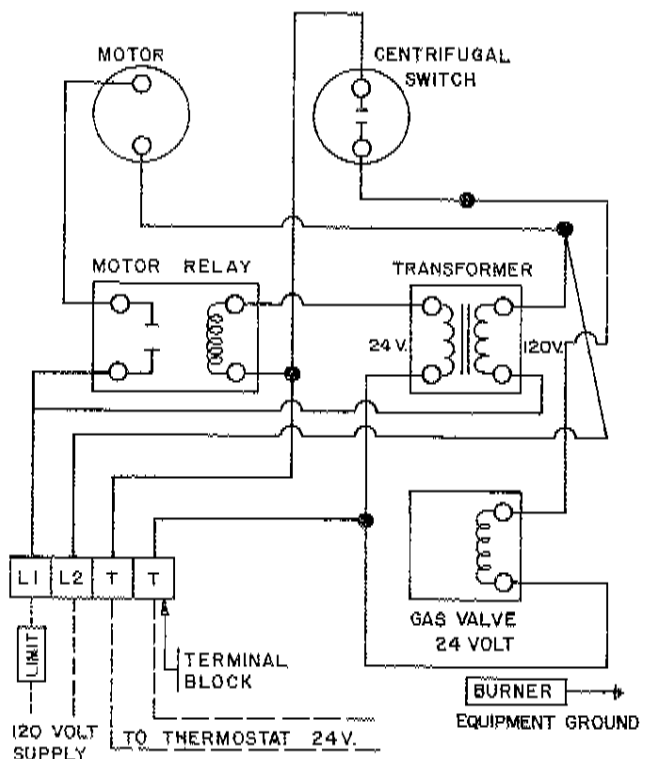 MOTOR
CENTRIFUGAL
SWITCH
MOTOR RELAY
TRANSFORMER
24V.
120V.
L1
L2
T
T
GAS VALVE
24 VOLT
LIMIT
TERMINAL
BLOCK
BURNER
EQUIPMENT GROUND
120 VOLT
SUPPLY
TO THERMOSTAT 24V.